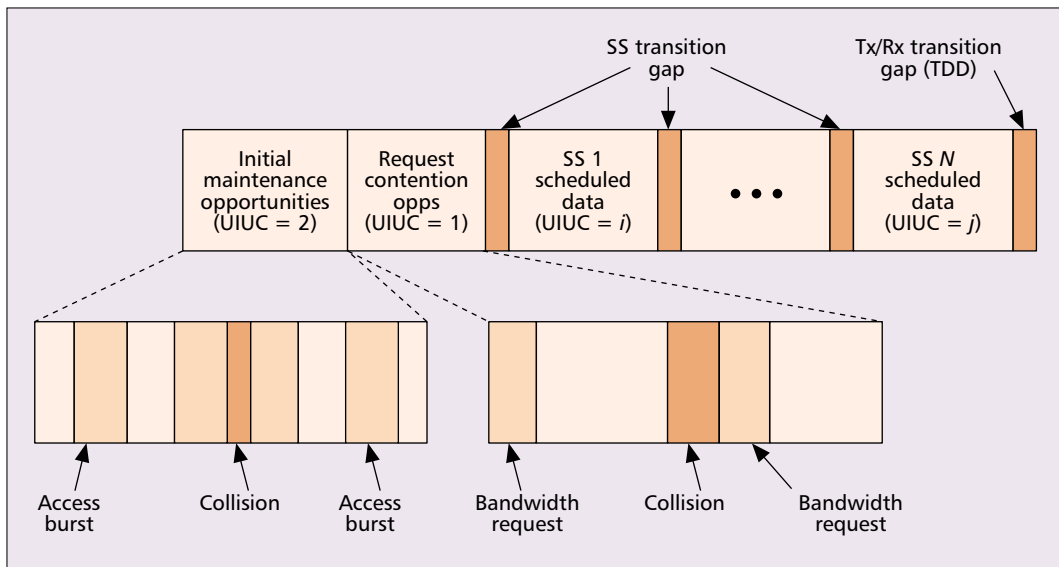 SS transition
gap
Tx/Rx transition
gap (TDD)
Initial
maintenance
opportunities
(UIUC = 2)
Request
contention
opps
(UIUC = 1)
SS 1
scheduled
data
(UIUC = i)
• • •
SS N
scheduled
data
(UIUC = j)
Access
burst
Collision
Access
burst
Bandwidth
request
Collision
Bandwidth
request